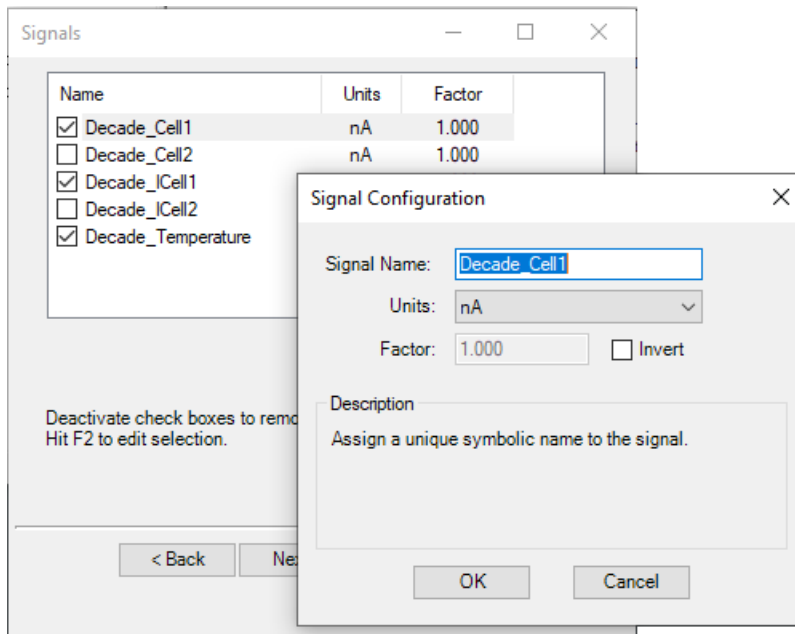 Signals
Name Units Factor
Decade_Cell1 nA 1.000
Decade_Cell2 nA 1.000
Decade_ICell1
Decade_ICell2
Decade_Temperature
Deactivate check boxes to remo
Hit F2 to edit selection.
< Back Ne
Signal Configuration
Signal Name: Decade_Cell1
Units: nA
Factor: 1.000 Invert
Description
Assign a unique symbolic name to the signal.
OK Cancel